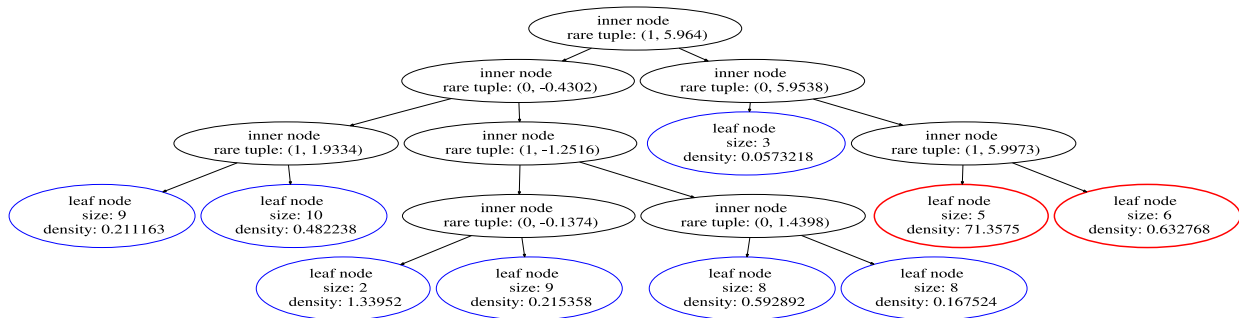 inner node
rare tuple: (1, 5.964)
inner node
rare tuple: (0, -0.4302)
inner node
rare tuple: (0, 5.9538)
inner node
rare tuple: (1, 1.9334)
inner node
rare tuple: (1, -1.2516)
leaf node
size: 3
density: 0.0573218
inner node
rare tuple: (1, 5.9973)
leaf node
size: 9
density: 0.211163
leaf node
size: 10
density: 0.482238
inner node
rare tuple: (0, -0.1374)
inner node
rare tuple: (0, 1.4398)
leaf node
size: 5
density: 71.3575
leaf node
size: 6
density: 0.632768
leaf node
size: 2
density: 1.33952
leaf node
size: 9
density: 0.215358
leaf node
size: 8
density: 0.592892
leaf node
size: 8
density: 0.167524